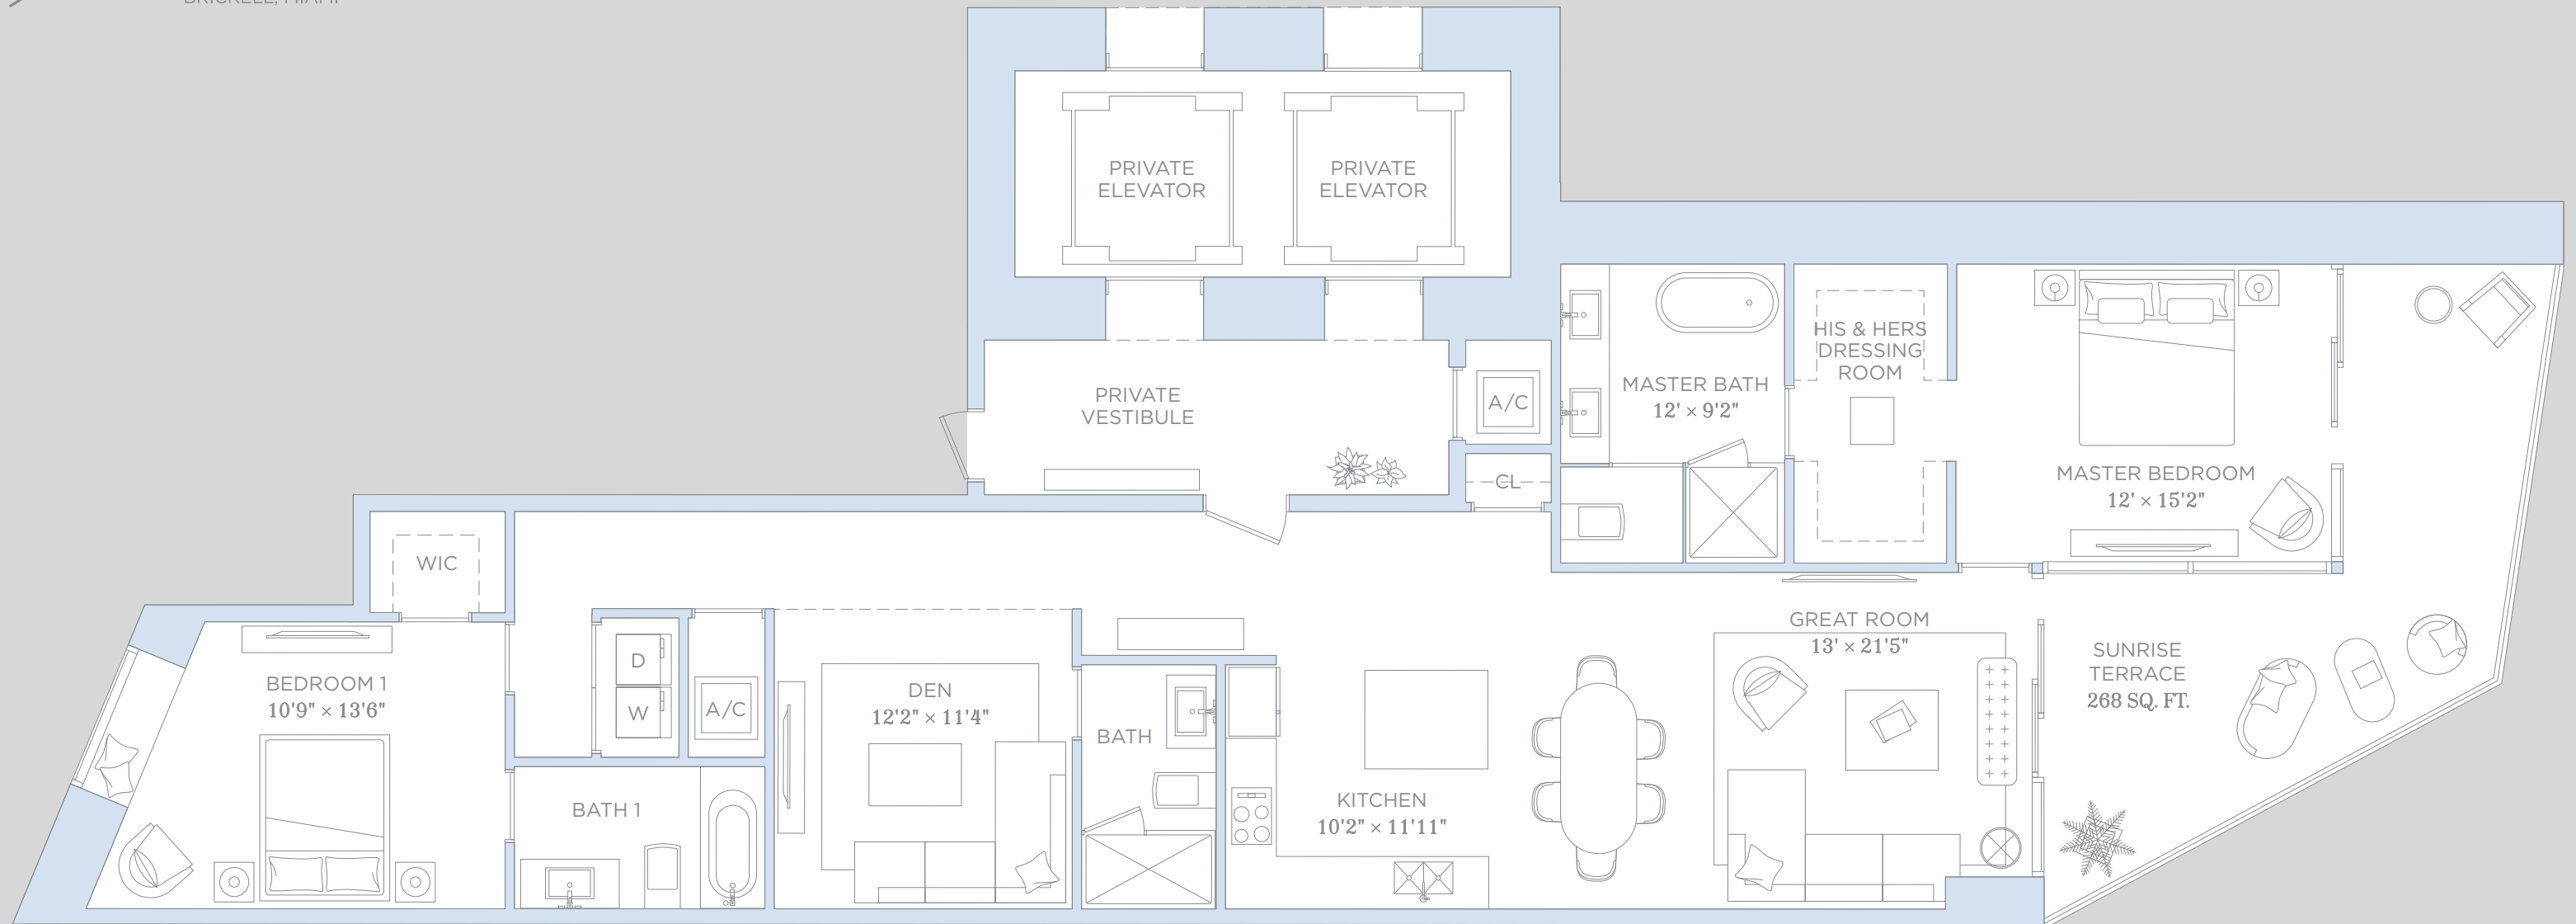 BRICKELL, MIAMI
PRIVATE
ELEVATOR
PRIVATE
ELEVATOR
PRIVATE
VESTIBULE
A/C
CL
MASTER BATH
12' × 9'2"
HIS & HERS
DRESSING
ROOM
MASTER BEDROOM
12' × 15'2"
WIC
BEDROOM 1
10'9" × 13'6"
D
W
A/C
BATH 1
DEN
12'2" × 11'4"
BATH
KITCHEN
10'2" × 11'11"
GREAT ROOM
13' × 21'5"
SUNRISE
TERRACE
268 SQ. FT.